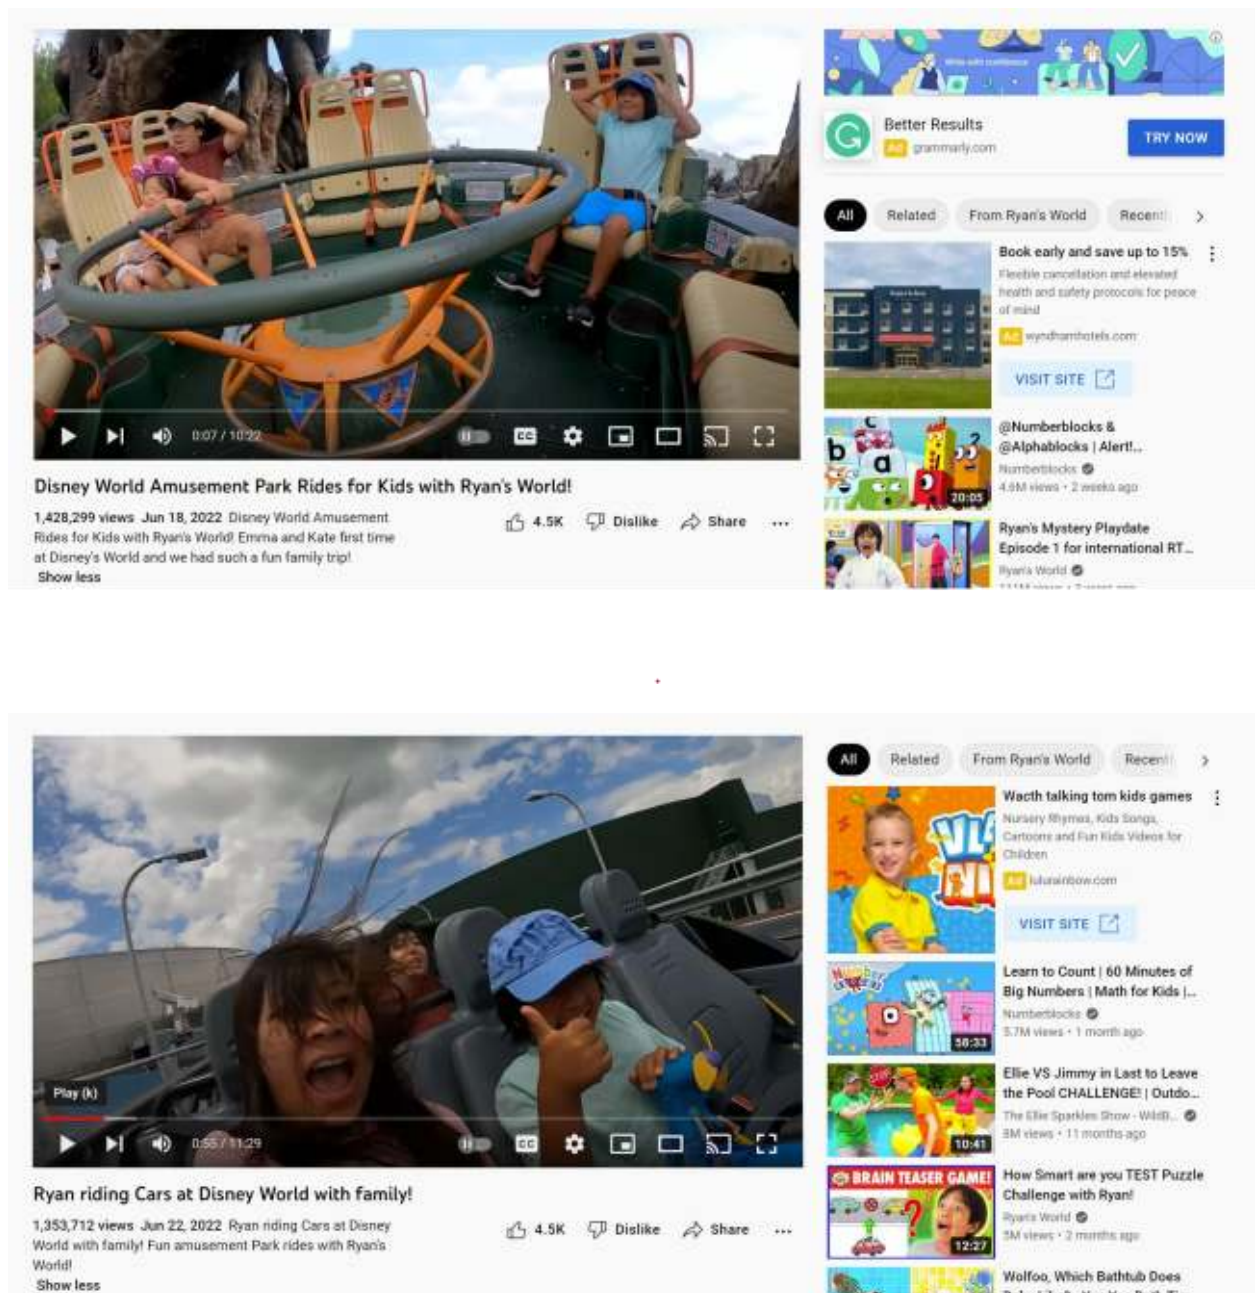 Write with confidence
Better Results
Ad grammarly.com
TRY NOW
All
Related
From Ryan's World
Recent
Book early and save up to 15%
Flexible cancellation and elevated
health and safety protocols for peace
of mind
Ad wyndhamhotels.com
VISIT SITE
@Numberblocks &
@Alphablocks | Alert!...
Numberblocks
4.6M views • 2 weeks ago
20:05
Ryan's Mystery Playdate
Episode 1 for international RT...
Ryan's World
0:07 / 10:22
CC
Disney World Amusement Park Rides for Kids with Ryan's World!
1,428,299 views Jun 18, 2022 Disney World Amusement
Rides for Kids with Ryan's World! Emma and Kate first time
at Disney's World and we had such a fun family trip!
Show less
4.5K
Dislike
Share
All
Related
From Ryan's World
Recent
Wacth talking tom kids games
Nursery Rhymes, Kids Songs,
Cartoons and Fun Kids Videos for
Children
Ad lulurainbow.com
VISIT SITE
Learn to Count | 60 Minutes of
Big Numbers | Math for Kids |...
Numberblocks
5.7M views • 1 month ago
56:33
Ellie VS Jimmy in Last to Leave
the Pool CHALLENGE! | Outdo...
The Ellie Sparkles Show - WildB...
8M views • 11 months ago
10:41
BRAIN TEASER GAME!
How Smart are you TEST Puzzle
Challenge with Ryan!
Ryan's World
5M views • 2 months ago
12:27
Wolfoo, Which Bathtub Does
Play (k)
0:55 / 11:29
CC
Ryan riding Cars at Disney World with family!
1,353,712 views Jun 22, 2022 Ryan riding Cars at Disney
World with family! Fun amusement Park rides with Ryan's
World!
Show less
4.5K
Dislike
Share